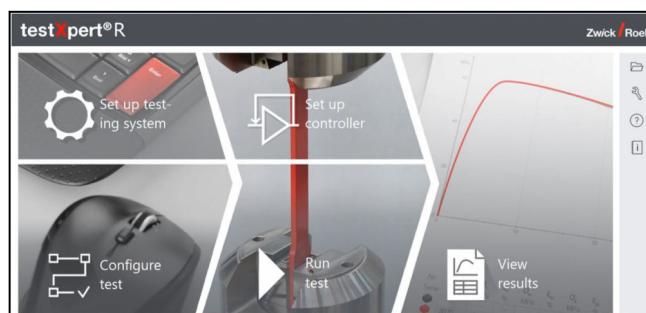 testXpert®R
Zwick / Roel
Set up test-
ing system
Set up
controller
Configure
test
Run
test
View
results